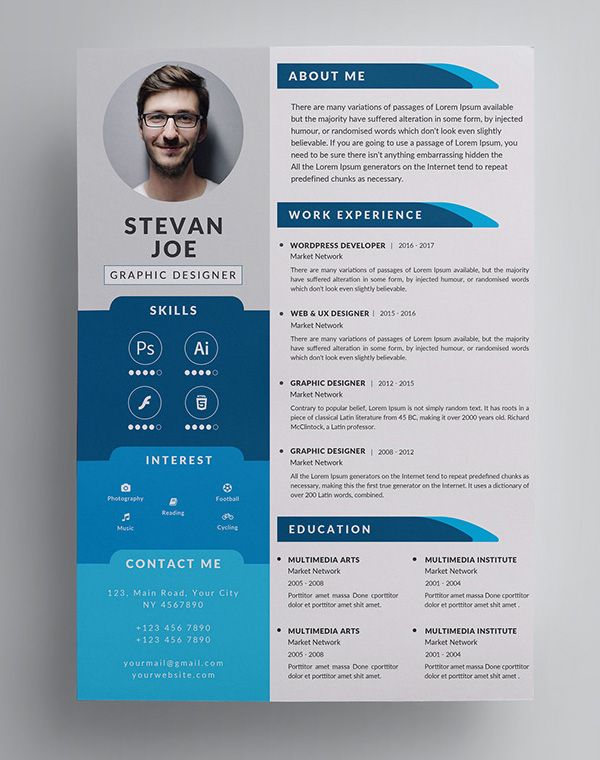 STEVAN
JOE
GRAPHIC DESIGNER
SKILLS
Ps
Ai
INTEREST
Photography
Football
Reading
Music
Cycling
CONTACT ME
123, Main Road, Your City
NY 4567890
+123 456 7890
+123 456 7890
yourmail@gmail.com
yourwebsite.com
ABOUT ME
There are many variations of passages of Lorem Ipsum available
but the majority have suffered alteration in some form, by injected
humour, or randomised words which don't look even slightly
believable. If you are going to use a passage of Lorem Ipsum, you
need to be sure there isn't anything embarrassing hidden the
All the Lorem Ipsum generators on the Internet tend to repeat
predefined chunks as necessary.
WORK EXPERIENCE
WORDPRESS DEVELOPER | 2016 - 2017
Market Network
There are many variations of passages of Lorem Ipsum available, but the majority
have suffered alteration in some form, by injected humour, or randomised words
which don't look even slightly believable.
WEB & UX DESIGNER | 2015 - 2016
Market Network
There are many variations of passages of Lorem Ipsum available, but the majority
have suffered alteration in some form, by injected humour, or randomised words
which don't look even slightly believable.
GRAPHIC DESIGNER | 2012 - 2015
Market Network
Contrary to popular belief, Lorem Ipsum is not simply random text. It has roots in a
piece of classical Latin literature from 45 BC, making it over 2000 years old. Richard
McClintock, a Latin professor.
GRAPHIC DESIGNER | 2008 - 2012
Market Network
All the Lorem Ipsum generators on the Internet tend to repeat predefined chunks as
necessary, making this the first true generator on the Internet. It uses a dictionary of
over 200 Latin words, combined.
EDUCATION
MULTIMEDIA ARTS
Market Network
2005 - 2008
Porttitor amet massa Done cporttitor
dolor et porttitor amet shit amet.
MULTIMEDIA INSTITUTE
Market Network
2001 - 2004
Porttitor amet massa Done cporttitor
dolor et porttitor amet shit amet .
MULTIMEDIA ARTS
Market Network
2005 - 2008
Porttitor amet massa Done cporttitor
dolor et porttitor amet shit amet.
MULTIMEDIA INSTITUTE
Market Network
2001 - 2004
Porttitor amet massa Done cporttitor
dolor et porttitor amet shit amet .